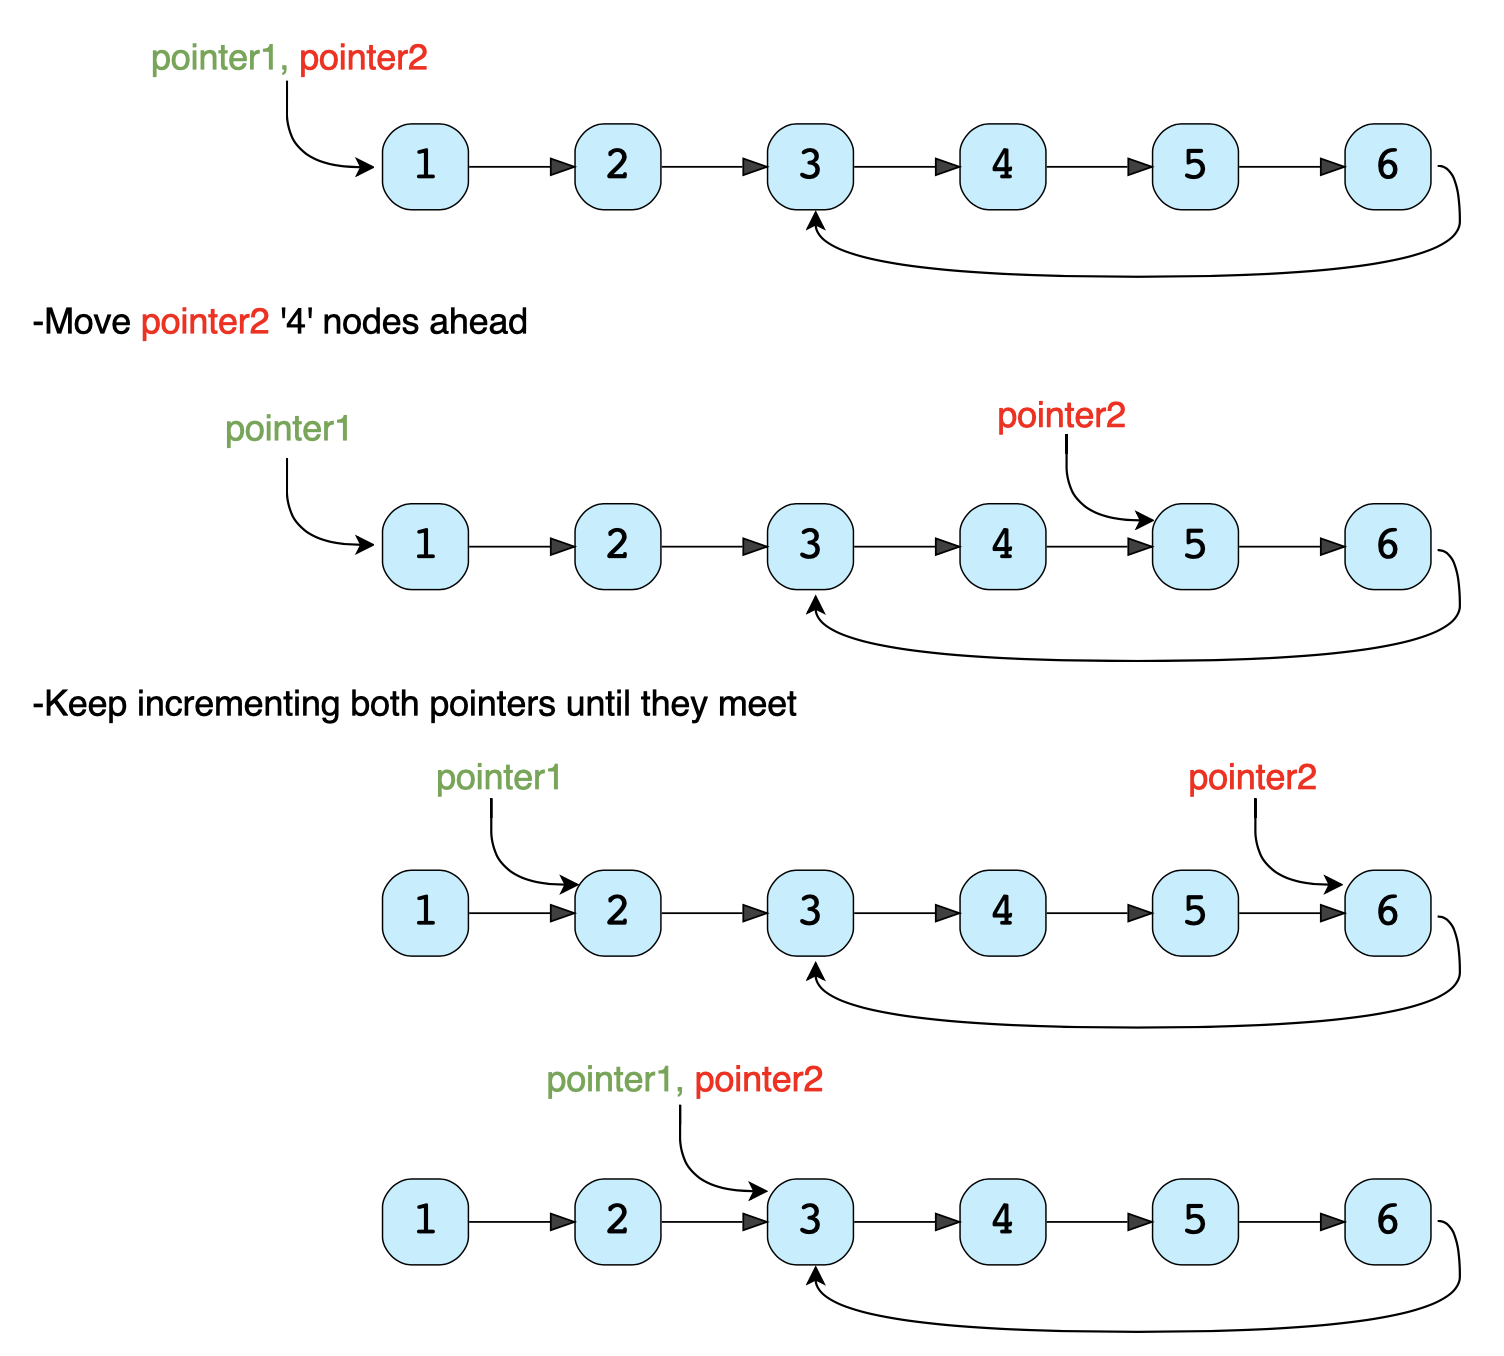 pointer1, pointer2
1 2 3 4 5 6
-Move pointer2 '4' nodes ahead
pointer1 pointer2
1 2 3 4 5 6
-Keep incrementing both pointers until they meet
pointer1 pointer2
1 2 3 4 5 6
pointer1, pointer2
1 2 3 4 5 6